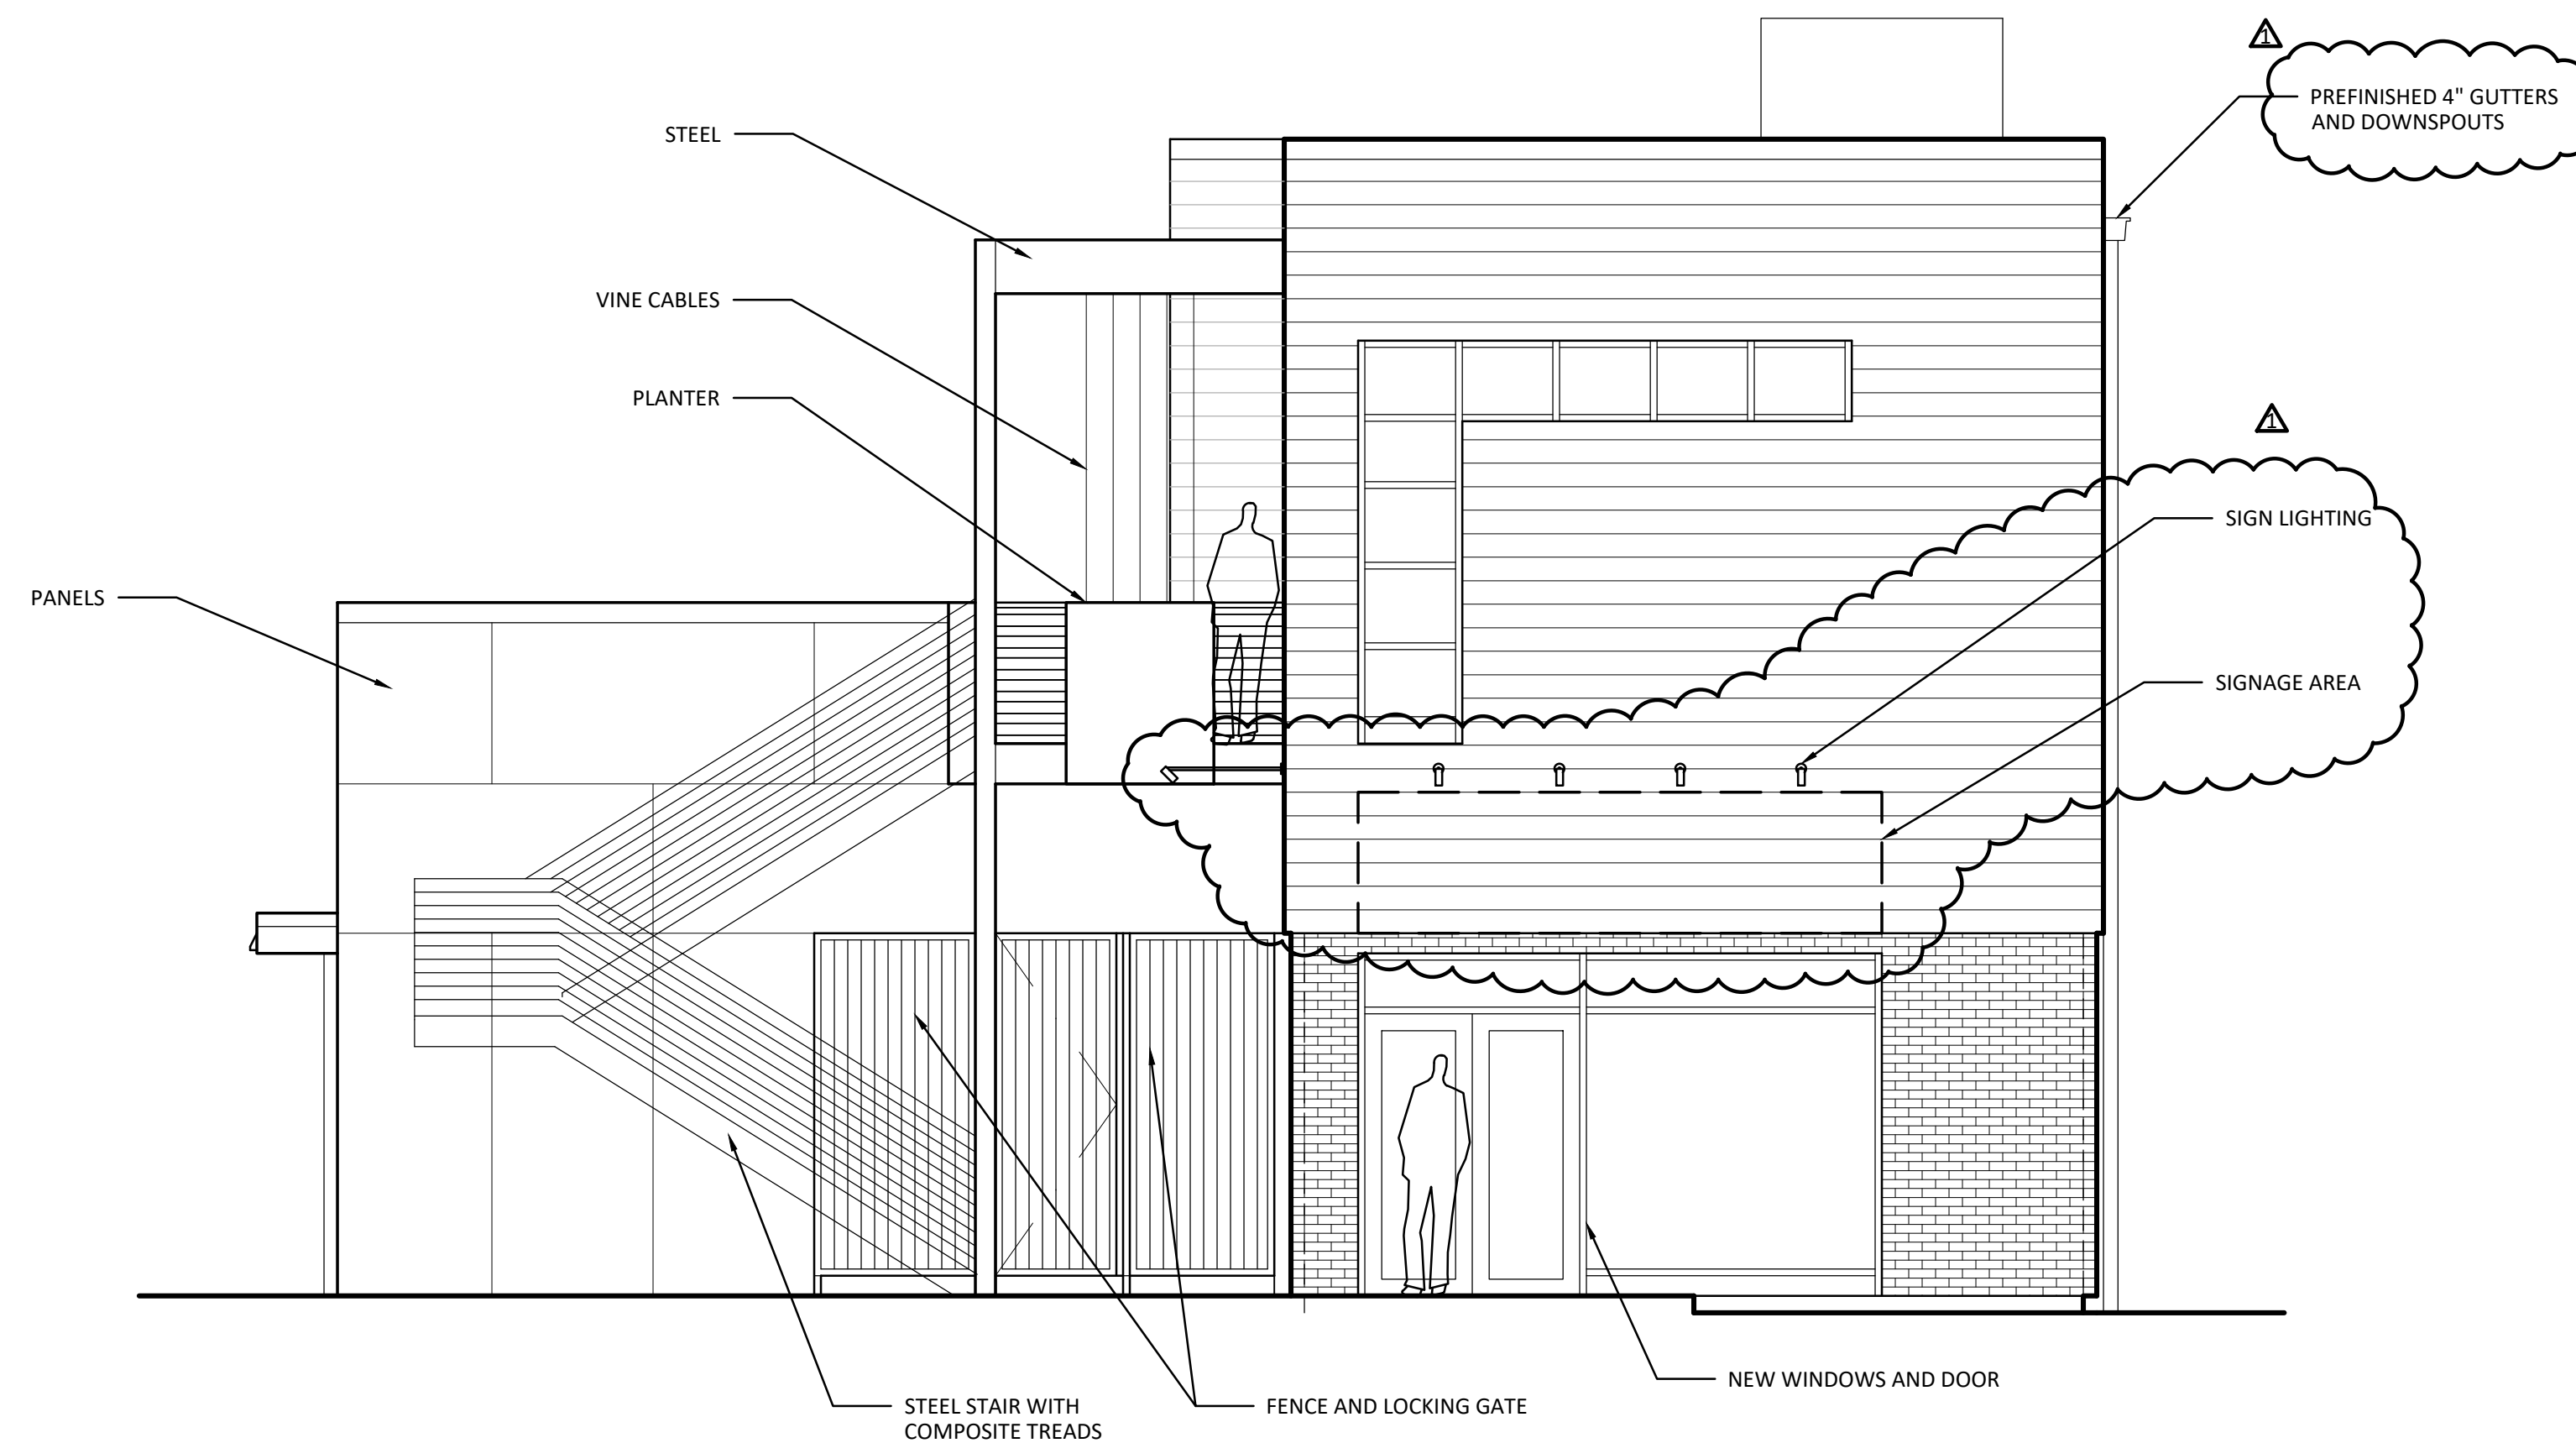 1
PREFINISHED 4" GUTTERS
AND DOWNSPOUTS
STEEL
VINE CABLES
PLANTER
1
SIGN LIGHTING
PANELS
SIGNAGE AREA
NEW WINDOWS AND DOOR
STEEL STAIR WITH
COMPOSITE TREADS
FENCE AND LOCKING GATE